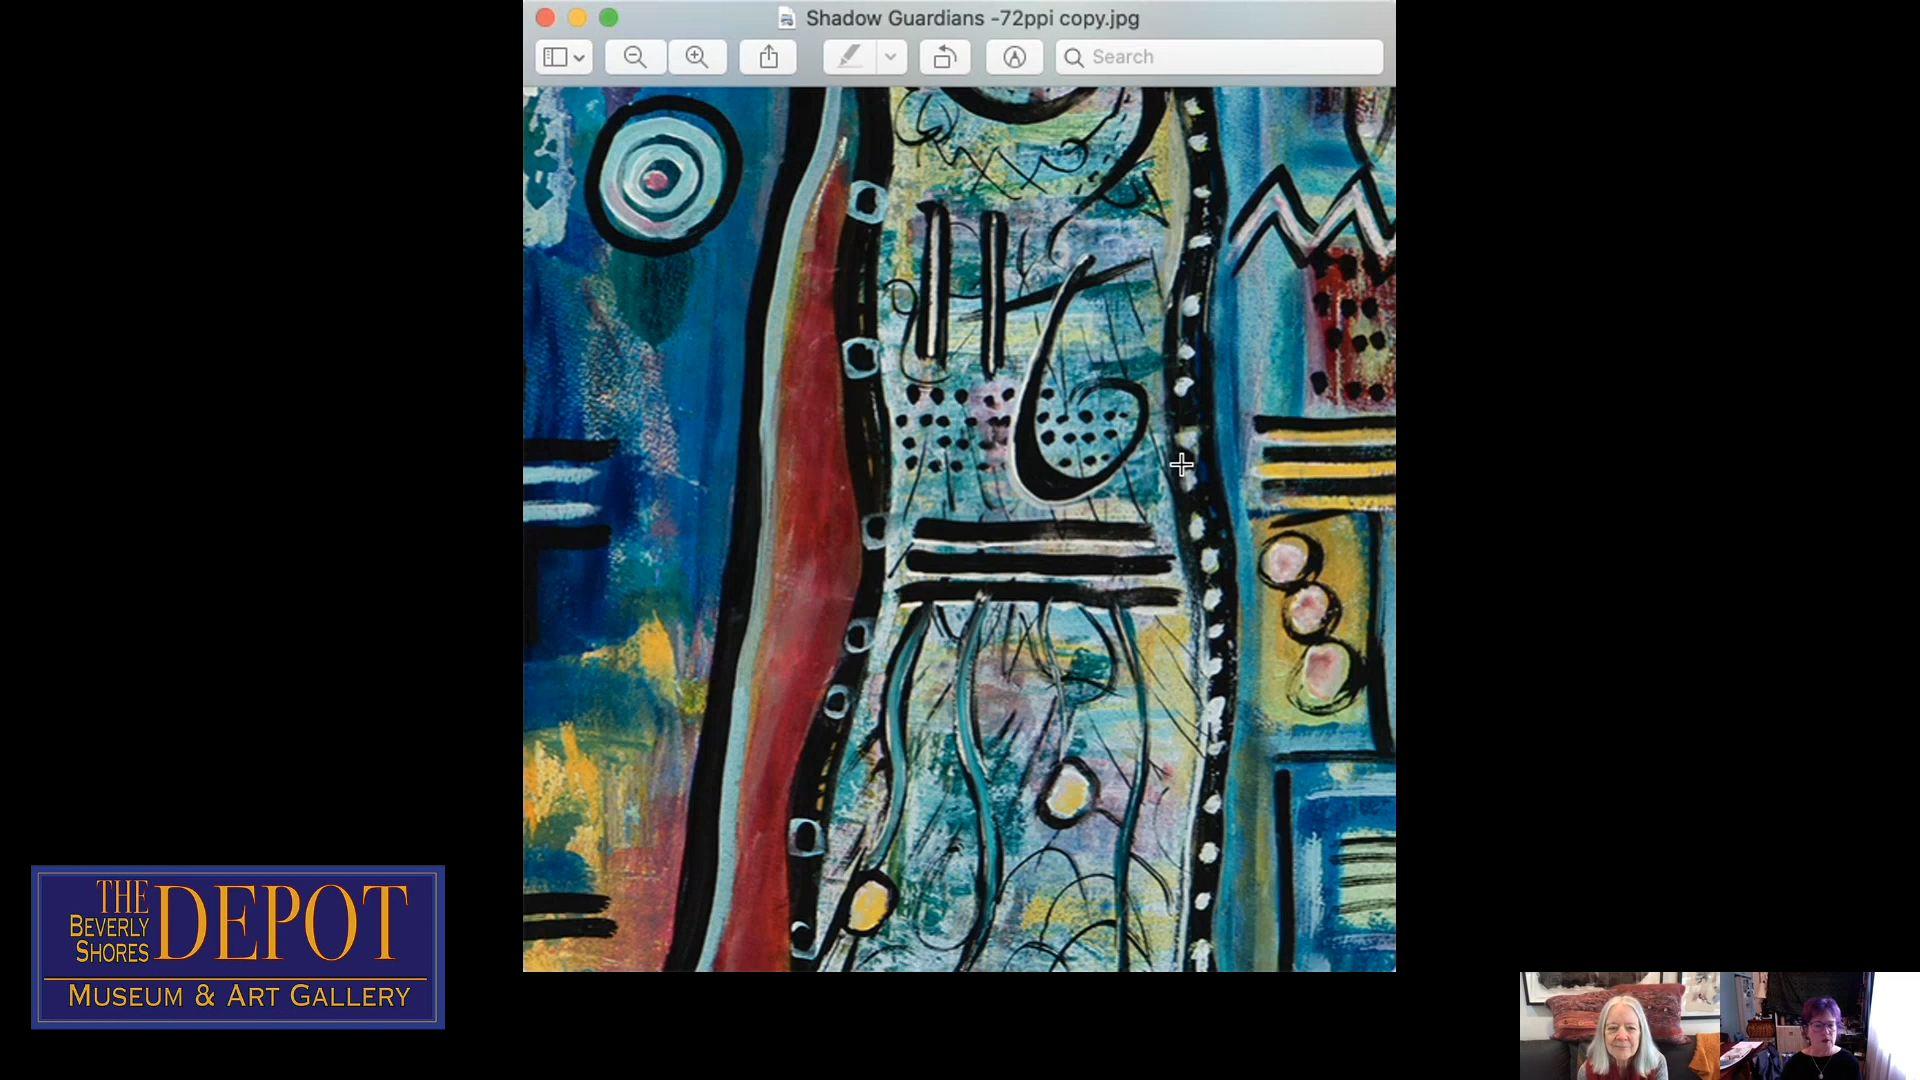 Shadow Guardians -72ppi copy.jpg
Search
THE
BEVERLY
SHORES
DEPOT
MUSEUM & ART GALLERY